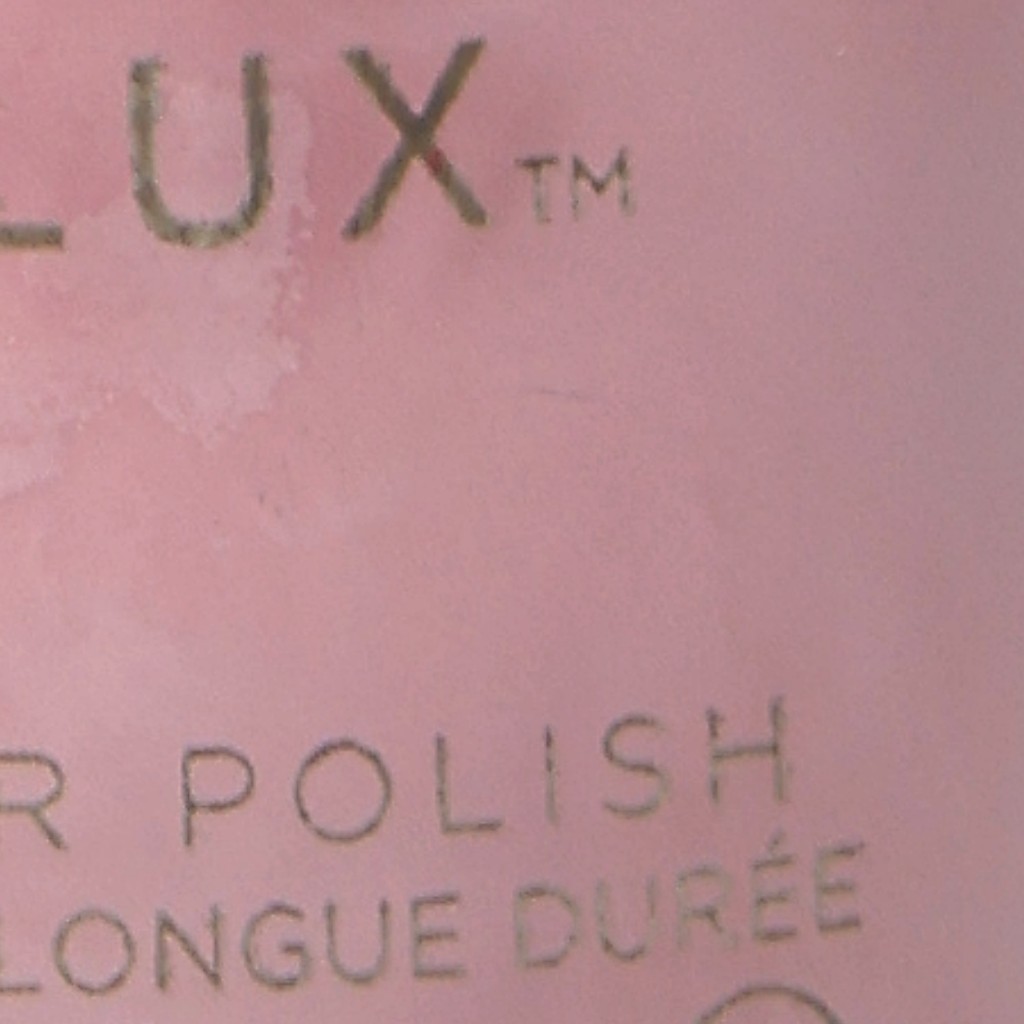 LUX™
R POLISH
LONGUE DURÉE